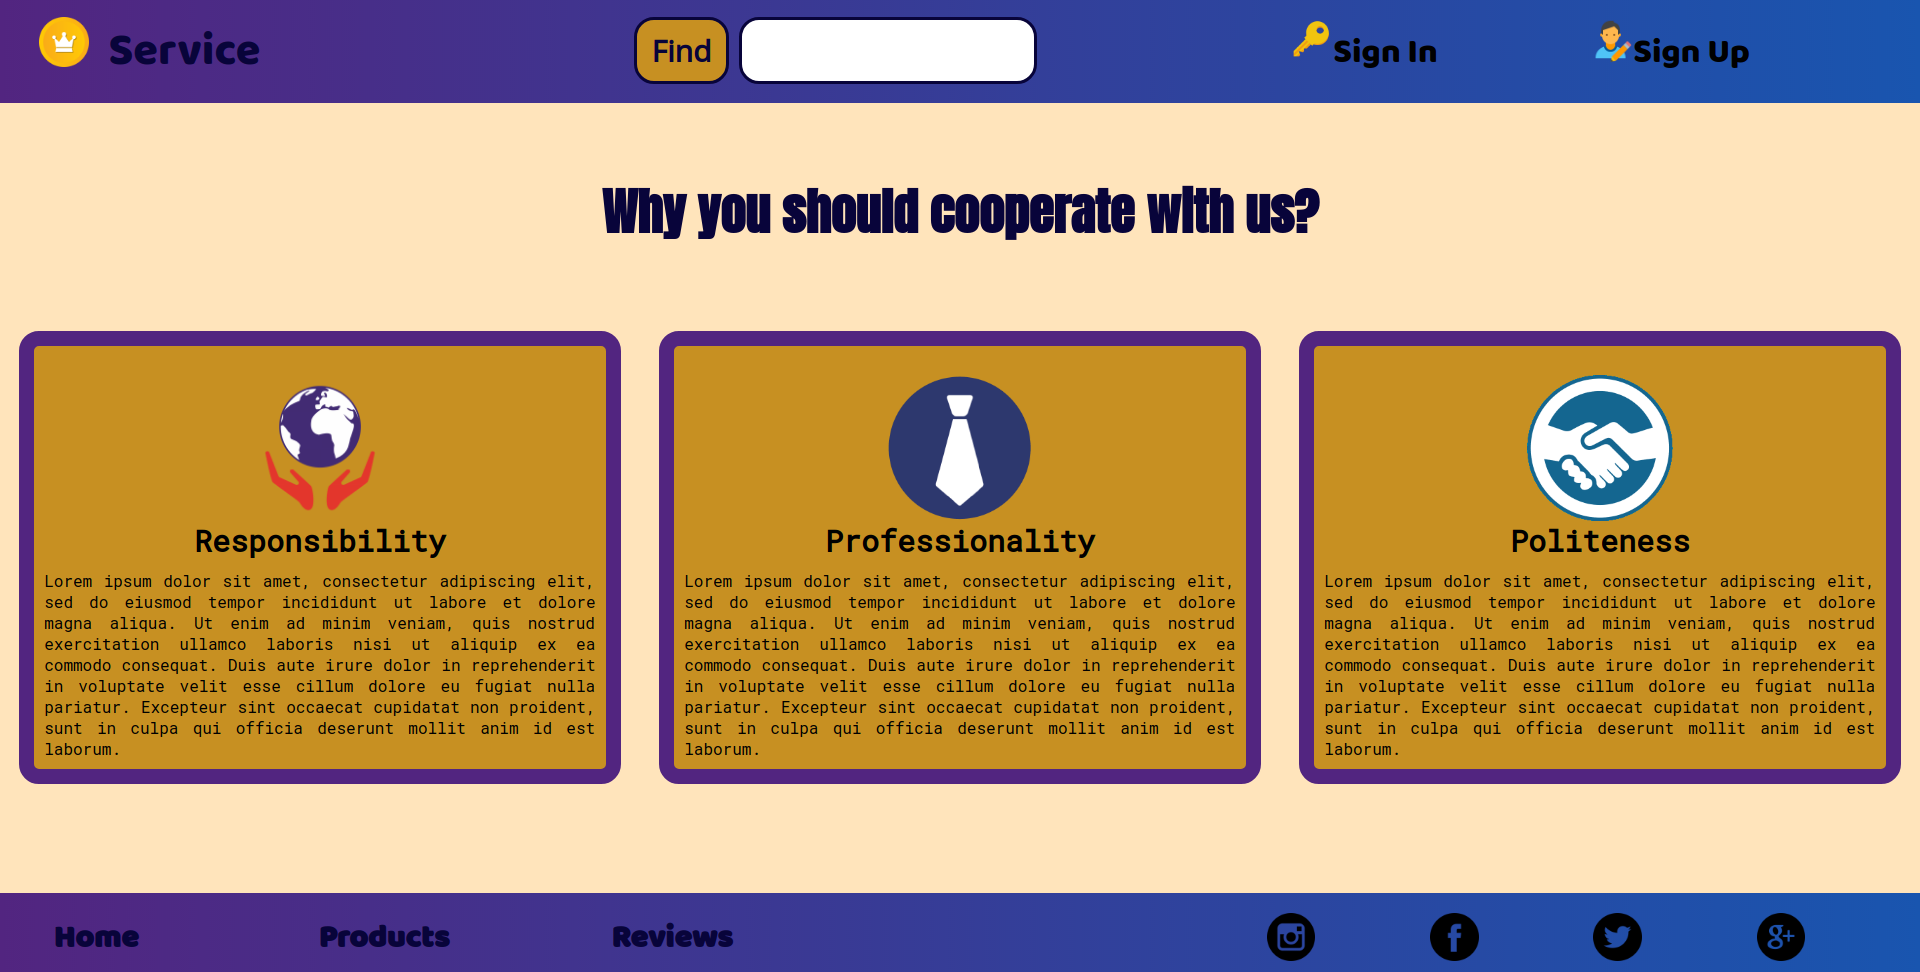 Service
Find
Sign In
Sign Up
Why you should cooperate with us?
Responsibility
Lorem ipsum dolor sit amet, consectetur adipiscing elit,
sed do eiusmod tempor incididunt ut labore et dolore
magna aliqua. Ut enim ad minim veniam, quis nostrud
exercitation ullamco laboris nisi ut aliquip ex ea
commodo consequat. Duis aute irure dolor in reprehenderit
in voluptate velit esse cillum dolore eu fugiat nulla
pariatur. Excepteur sint occaecat cupidatat non proident,
sunt in culpa qui officia deserunt mollit anim id est
laborum.
Professionality
Lorem ipsum dolor sit amet, consectetur adipiscing elit,
sed do eiusmod tempor incididunt ut labore et dolore
magna aliqua. Ut enim ad minim veniam, quis nostrud
exercitation ullamco laboris nisi ut aliquip ex ea
commodo consequat. Duis aute irure dolor in reprehenderit
in voluptate velit esse cillum dolore eu fugiat nulla
pariatur. Excepteur sint occaecat cupidatat non proident,
sunt in culpa qui officia deserunt mollit anim id est
laborum.
Politeness
Lorem ipsum dolor sit amet, consectetur adipiscing elit,
sed do eiusmod tempor incididunt ut labore et dolore
magna aliqua. Ut enim ad minim veniam, quis nostrud
exercitation ullamco laboris nisi ut aliquip ex ea
commodo consequat. Duis aute irure dolor in reprehenderit
in voluptate velit esse cillum dolore eu fugiat nulla
pariatur. Excepteur sint occaecat cupidatat non proident,
sunt in culpa qui officia deserunt mollit anim id est
laborum.
Home
Products
Reviews
f
g+